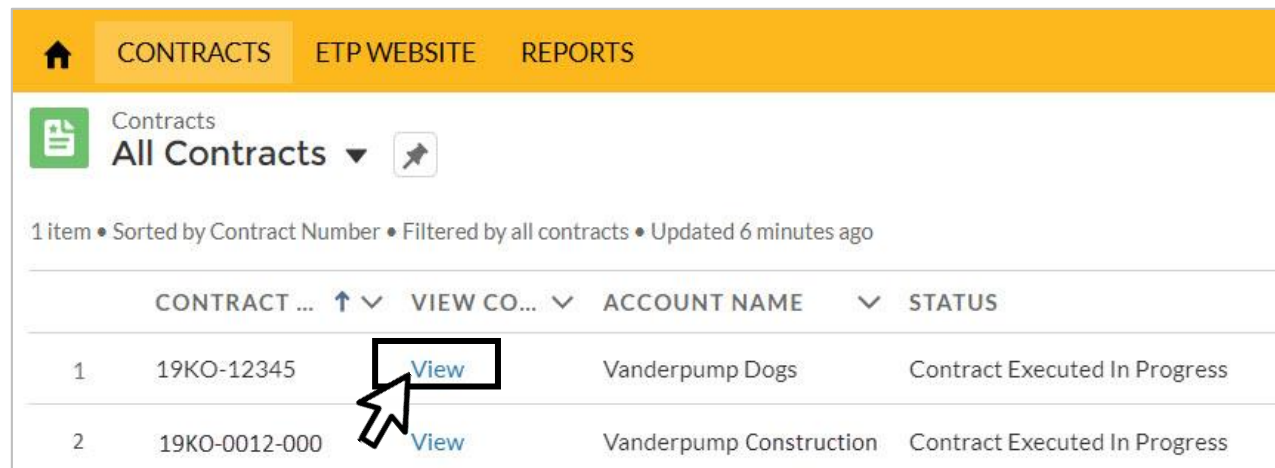 CONTRACTS ETP WEBSITE REPORTS
Contracts
All Contracts
1 item • Sorted by Contract Number • Filtered by all contracts • Updated 6 minutes ago
CONTRACT ... VIEW CO... ACCOUNT NAME STATUS
1 19KO-12345 View Vanderpump Dogs Contract Executed In Progress
2 19KO-0012-000 View Vanderpump Construction Contract Executed In Progress